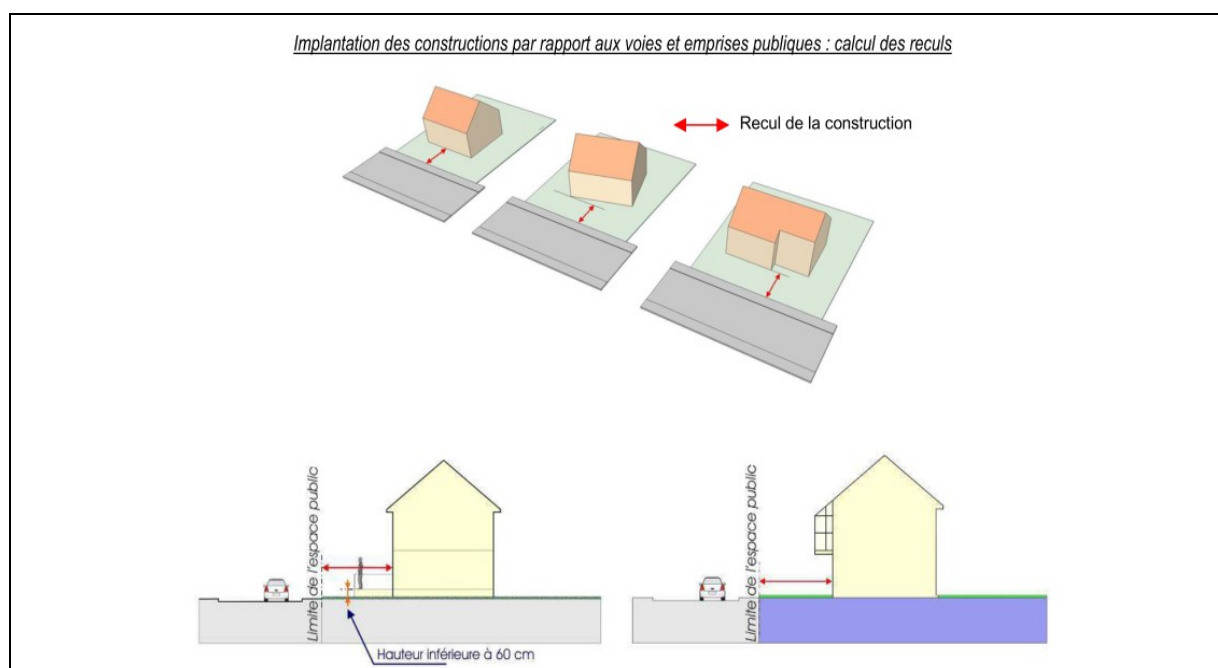 Implantation des constructions par rapport aux voies et emprises publiques : calcul des reculs
Recul de la construction
Limite de l'espace public
Hauteur inférieure à 60 cm
Limite de l'espace public